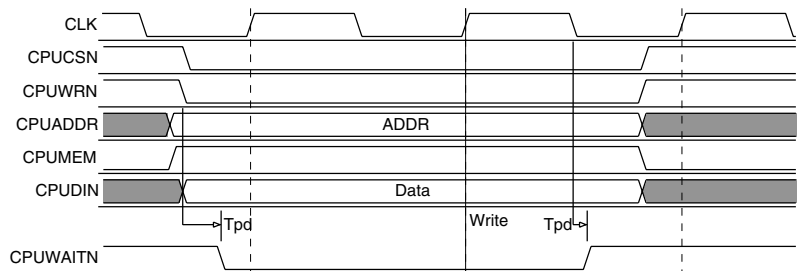 CLK
CPUCSN
CPUWRN
CPUADDR ADDR
CPUMEM
CPUDIN Data
Tpd Write Tpd
CPUWAITN